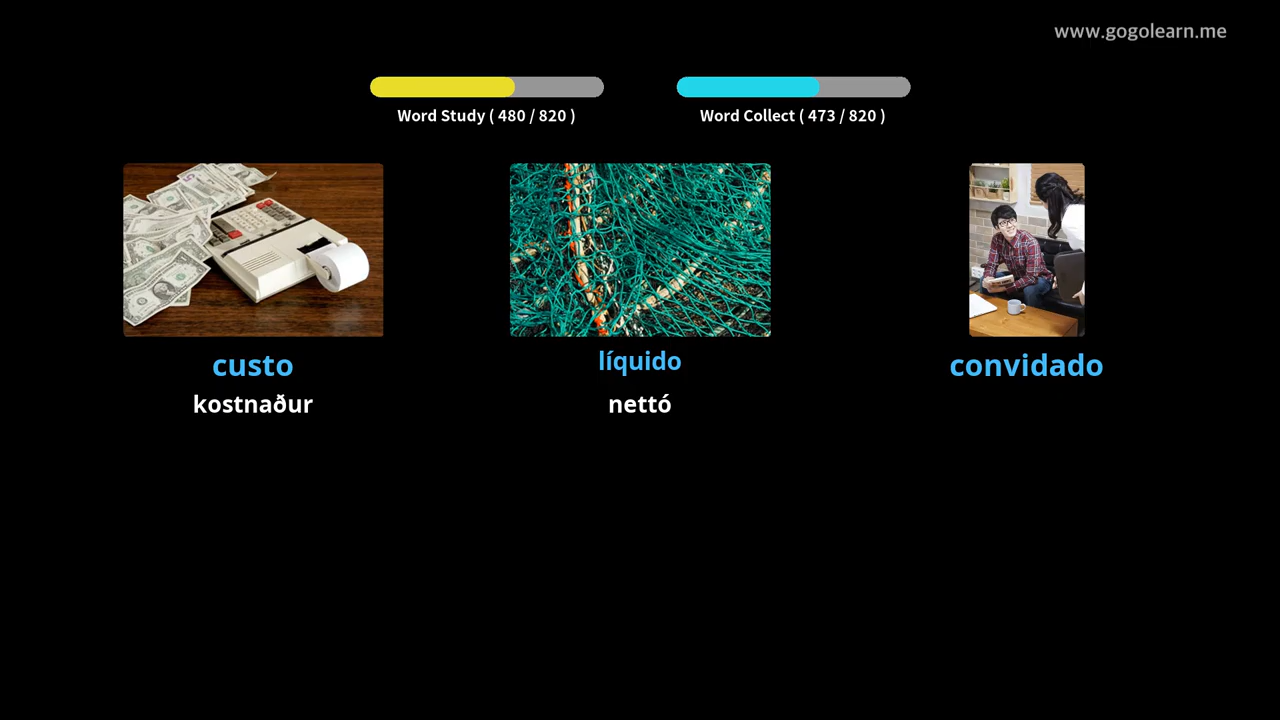 www.gogolearn.me
Word Study ( 480 / 820 )
Word Collect ( 473 / 820 )
custo
kostnaður
líquido
nettó
convidado